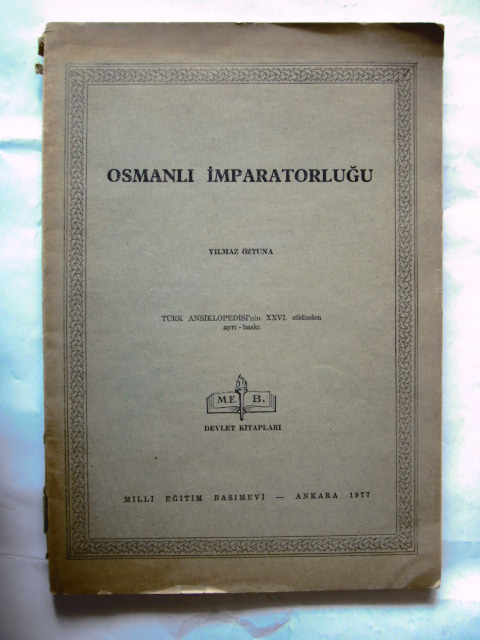 OSMANLI İMPARATORLUĞU
YILMAZ ÖZTUNA
TÜRK ANSİKLOPEDİSİ'nin XXVI. cildinden
ayrı - baskı
M.E. B.
DEVLET KİTAPLARI
MİLLÎ EĞİTİM BASIMEVİ — ANKARA 1977